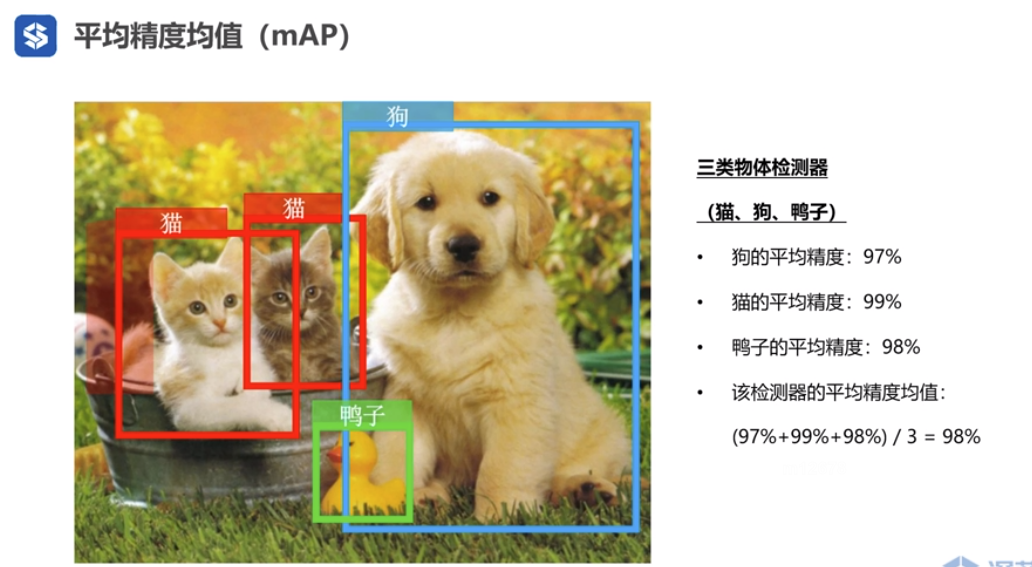 平均精度均值（mAP）
狗
猫
猫
鸭子
三类物体检测器
（猫、狗、鸭子）
• 狗的平均精度：97%
• 猫的平均精度：99%
• 鸭子的平均精度：98%
• 该检测器的平均精度均值：
(97%+99%+98%) / 3 = 98%